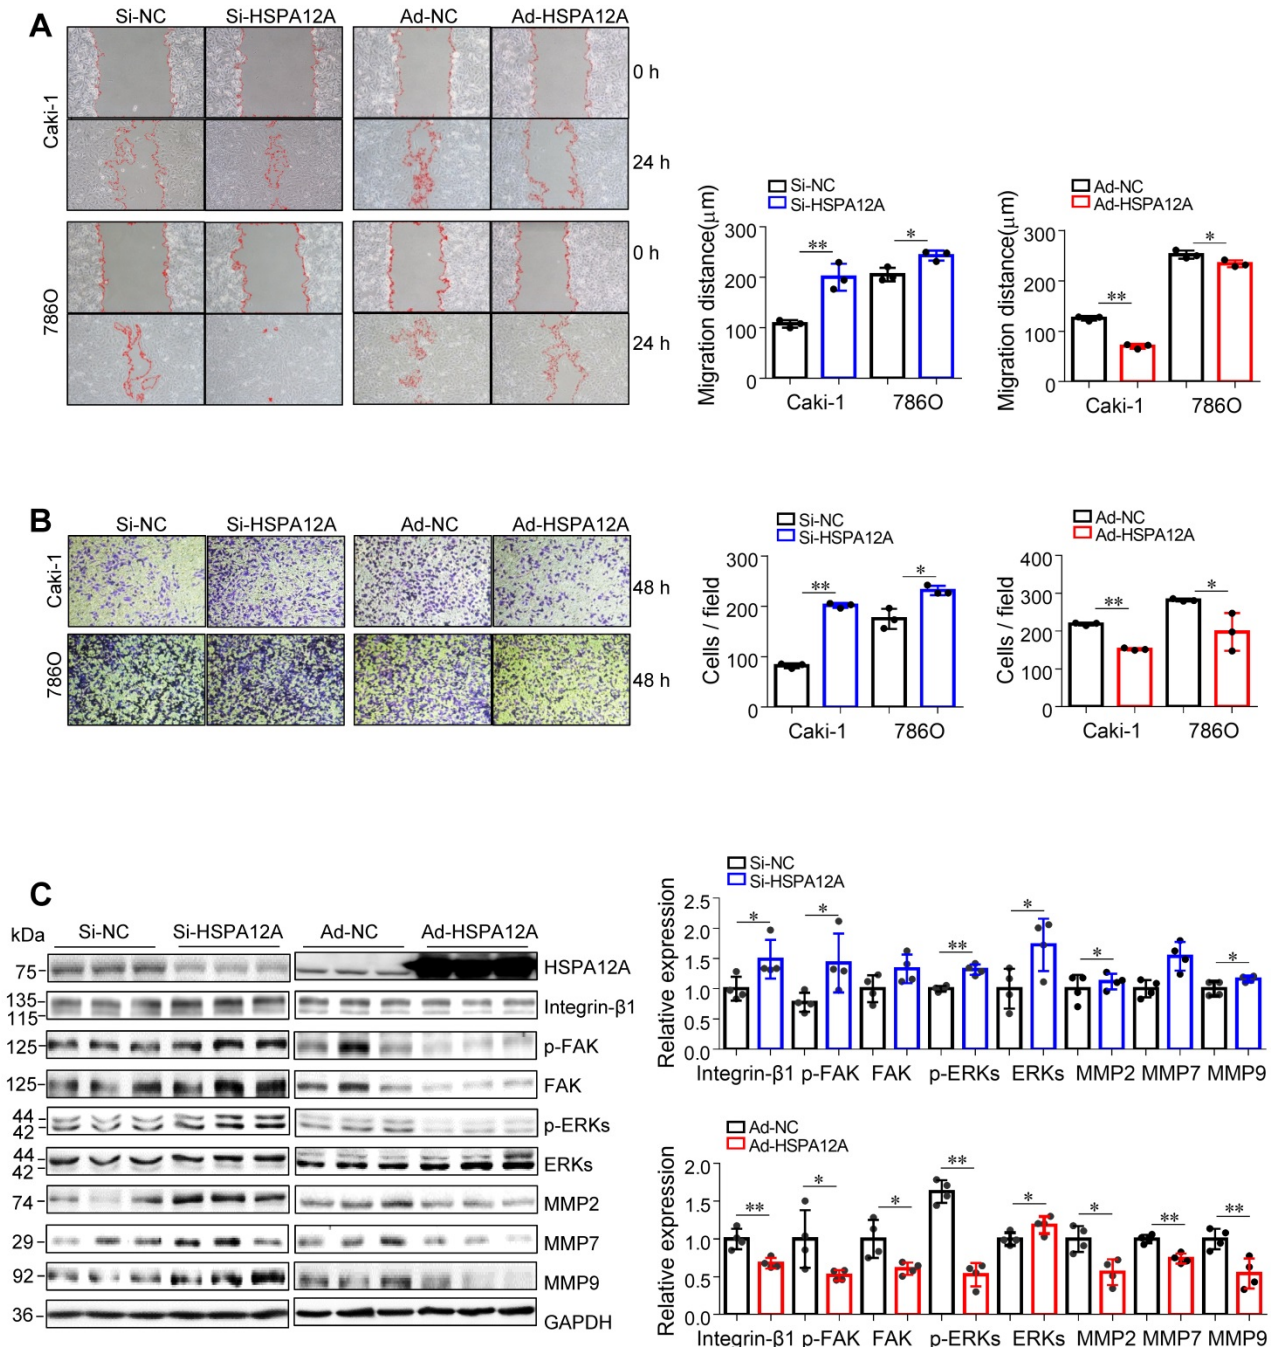 A
Si-NC Si-HSPA12A Ad-NC Ad-HSPA12A
Caki-1
0 h
24 h
786O
0 h
24 h
Si-NC
Si-HSPA12A
Migration distance(μm)
300
200
100
0
** *
Caki-1 786O
Ad-NC
Ad-HSPA12A
Migration distance(μm)
300
200
100
0
** *
Caki-1 786O
B
Si-NC Si-HSPA12A Ad-NC Ad-HSPA12A
Caki-1
48 h
786O
48 h
Si-NC
Si-HSPA12A
Cells / field
300
200
100
0
** *
Caki-1 786O
Ad-NC
Ad-HSPA12A
Cells / field
400
300
200
100
0
** *
Caki-1 786O
C
kDa Si-NC Si-HSPA12A Ad-NC Ad-HSPA12A
75 HSPA12A
135 Integrin-β1
115
125 p-FAK
125 FAK
44 p-ERKs
42
44 ERKs
42
74 MMP2
29 MMP7
92 MMP9
36 GAPDH
Si-NC
Si-HSPA12A
Relative expression
2.5
2.0
1.5
1.0
0.5
0.0
* * ** * * *
Integrin-β1 p-FAK FAK p-ERKs ERKs MMP2 MMP7 MMP9
Ad-NC
Ad-HSPA12A
Relative expression
2.0
1.5
1.0
0.5
0.0
** * * ** * * ** **
Integrin-β1 p-FAK FAK p-ERKs ERKs MMP2 MMP7 MMP9